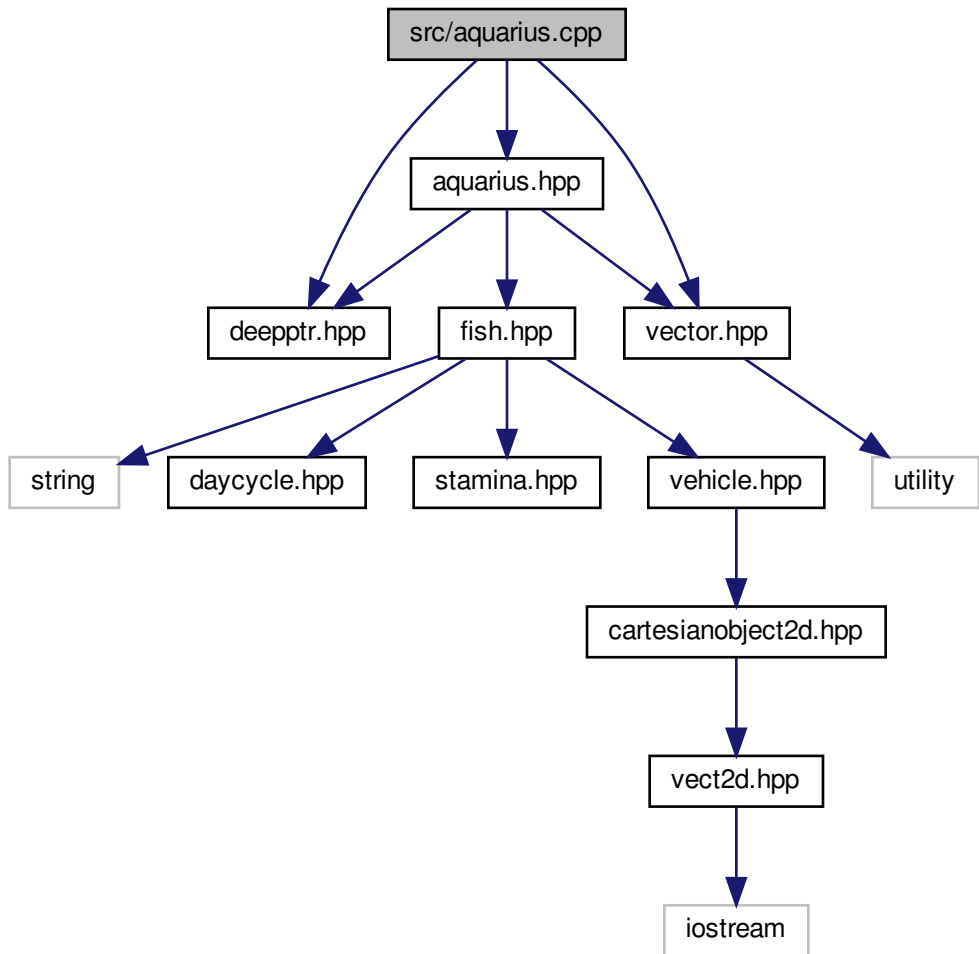 src/aquarius.cpp
aquarius.hpp
deepptr.hpp
fish.hpp
vector.hpp
string
daycycle.hpp
stamina.hpp
vehicle.hpp
utility
cartesianobject2d.hpp
vect2d.hpp
iostream